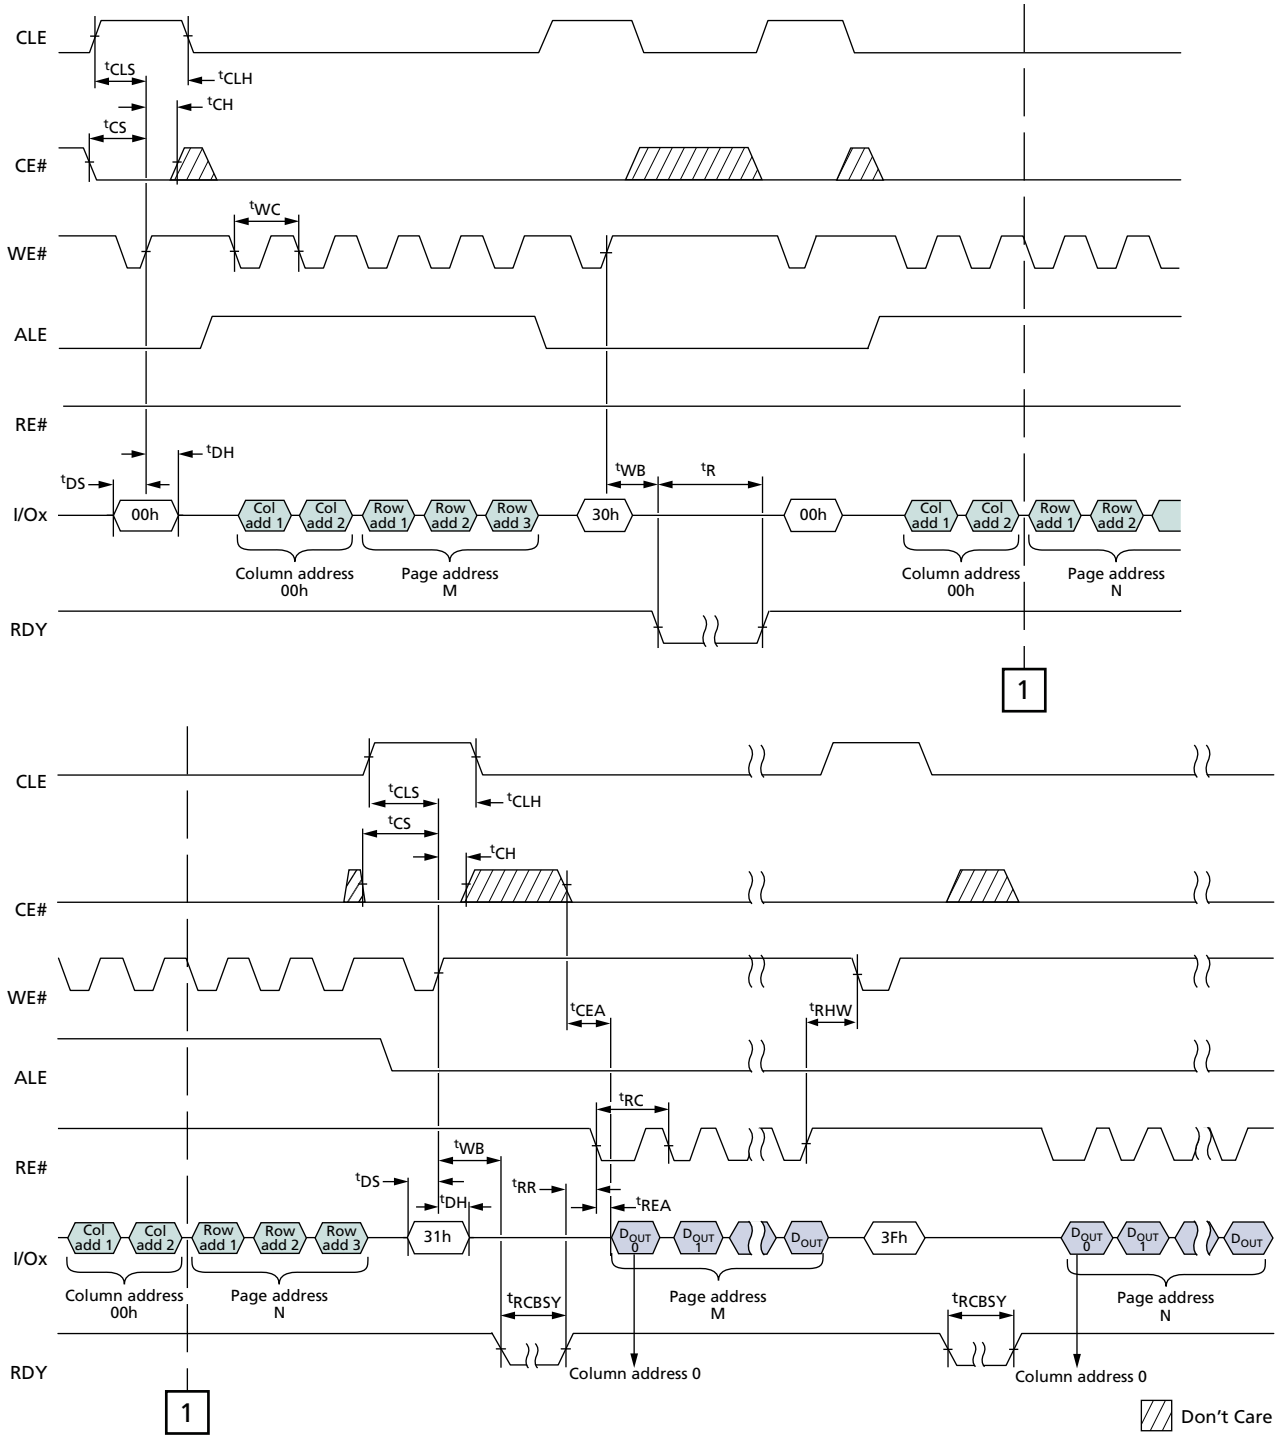 CLE
tCLS
tCLH
tCH
tCS
CE#
tWC
WE#
ALE
RE#
tDH
tDS
tWB
tR
I/Ox
00h
Col add 1
Col add 2
Row add 1
Row add 2
Row add 3
30h
00h
Col add 1
Col add 2
Row add 1
Row add 2
Column address 00h
Page address M
Column address 00h
Page address N
RDY
1
CLE
tCLS
tCLH
tCS
tCH
CE#
WE#
tCEA
tRHW
ALE
tRC
RE#
tWB
tDS
tDH
tRR
tREA
I/Ox
Col add 1
Col add 2
Row add 1
Row add 2
Row add 3
31h
DOUT 0
DOUT 1
DOUT
3Fh
DOUT 0
DOUT 1
DOUT
Column address 00h
Page address N
tRCBSY
Page address M
tRCBSY
Page address N
RDY
Column address 0
Column address 0
1
Don't Care